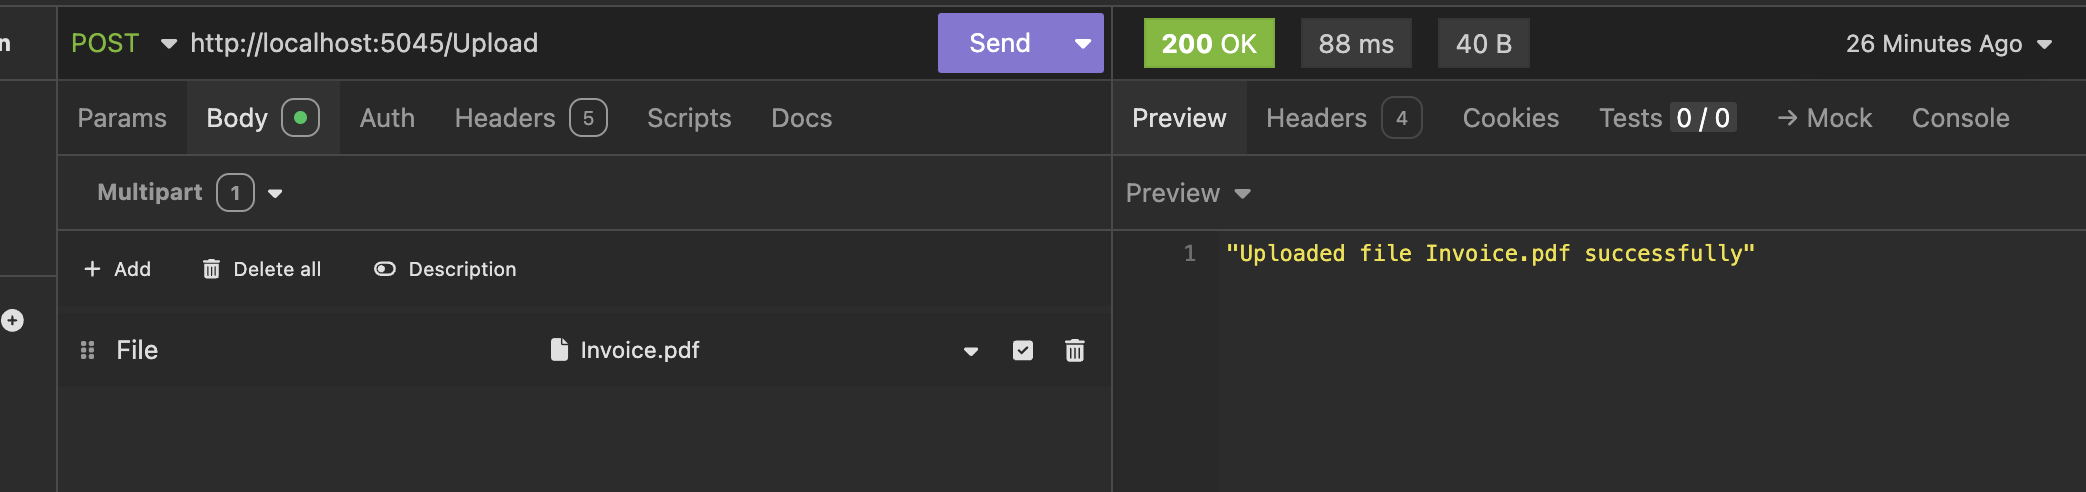 n
POST http://localhost:5045/Upload Send
200 OK 88 ms 40 B 26 Minutes Ago
Params Body Auth Headers 5 Scripts Docs
Preview Headers 4 Cookies Tests 0 / 0 → Mock Console
Multipart 1
Preview
+ Add Delete all Description
1 "Uploaded file Invoice.pdf successfully"
File Invoice.pdf